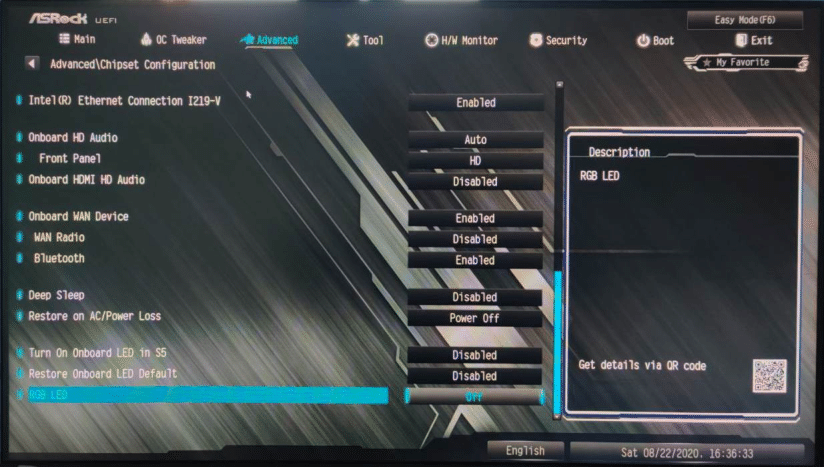 ASRock UEFI
Easy Mode(F6)
Main OC Tweaker Advanced Tool H/W Monitor Security Boot Exit
Advanced\Chipset Configuration
My Favorite
Intel(R) Ethernet Connection I219-V Enabled
Onboard HD Audio Auto
Front Panel HD
Onboard HDMI HD Audio Disabled
Onboard WAN Device Enabled
WAN Radio Disabled
Bluetooth Enabled
Deep Sleep Disabled
Restore on AC/Power Loss Power Off
Turn On Onboard LED in S5 Disabled
Restore Onboard LED Default Disabled
RGB LED Off
Description
RGB LED
Get details via QR code
English
Sat 08/22/2020. 16:36:33